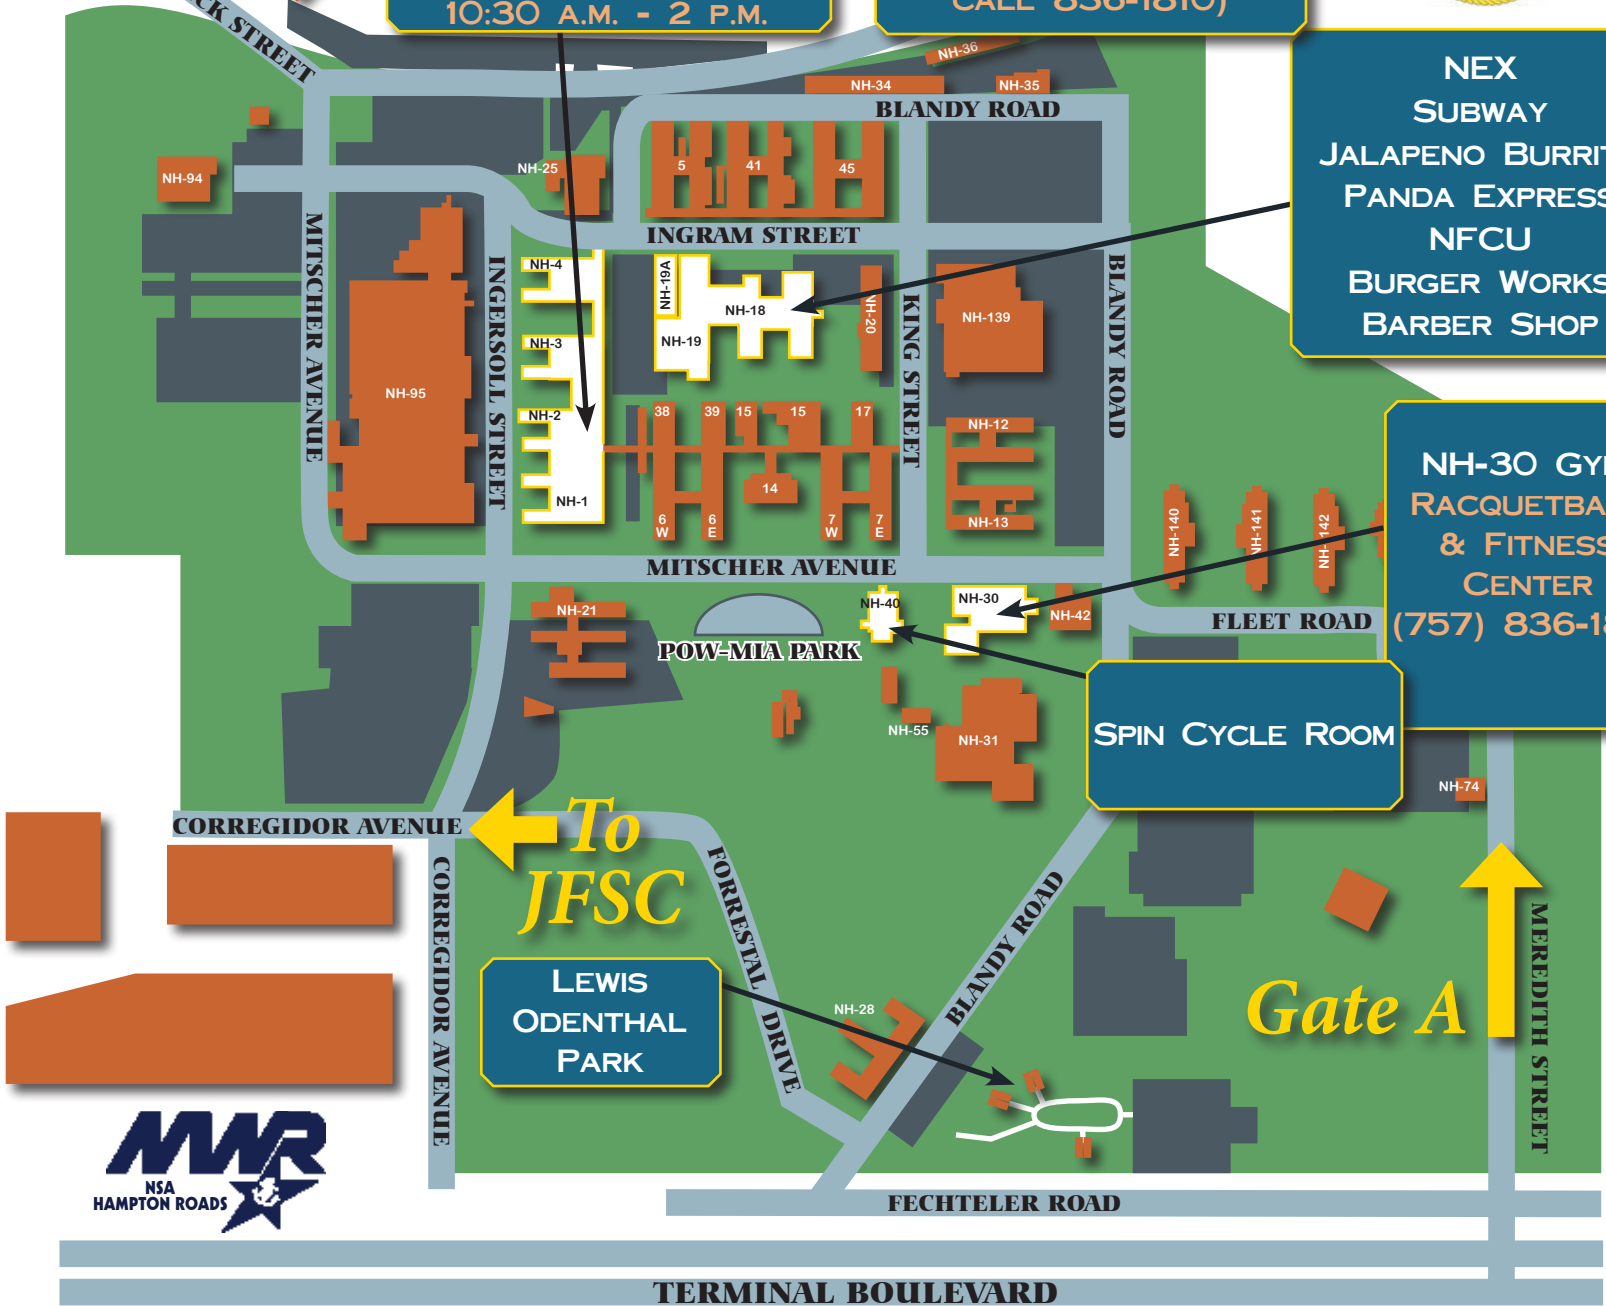 10:30 A.M. - 2 P.M.
CALL 836-1810)
CK STREET
NH-36
NH-34
NH-35
BLANDY ROAD
NEX
SUBWAY
JALAPENO BURRIT
PANDA EXPRESS
NFCU
BURGER WORKS
BARBER SHOP
NH-94
NH-25
5
41
45
INGRAM STREET
MITSCHER AVENUE
INGERSOLL STREET
NH-4
NH-3
NH-2
NH-1
NH-19A
NH-18
NH-19
NH-20
KING STREET
NH-139
BLANDY ROAD
NH-95
38
39
15
15
17
14
6
W
6
E
7
W
7
E
NH-12
NH-13
NH-140
NH-141
NH-142
NH-30 GY
RACQUETBA
& FITNESS
CENTER
(757) 836-18
MITSCHER AVENUE
NH-21
POW-MIA PARK
NH-40
NH-30
NH-42
FLEET ROAD
NH-55
NH-31
SPIN CYCLE ROOM
NH-74
CORREGIDOR AVENUE
To
JFSC
CORREGIDOR AVENUE
FORRESTAL DRIVE
BLANDY ROAD
LEWIS
ODENTHAL
PARK
NH-28
Gate A
MEREDITH STREET
MWR
NSA
HAMPTON ROADS
FECHTELER ROAD
TERMINAL BOULEVARD